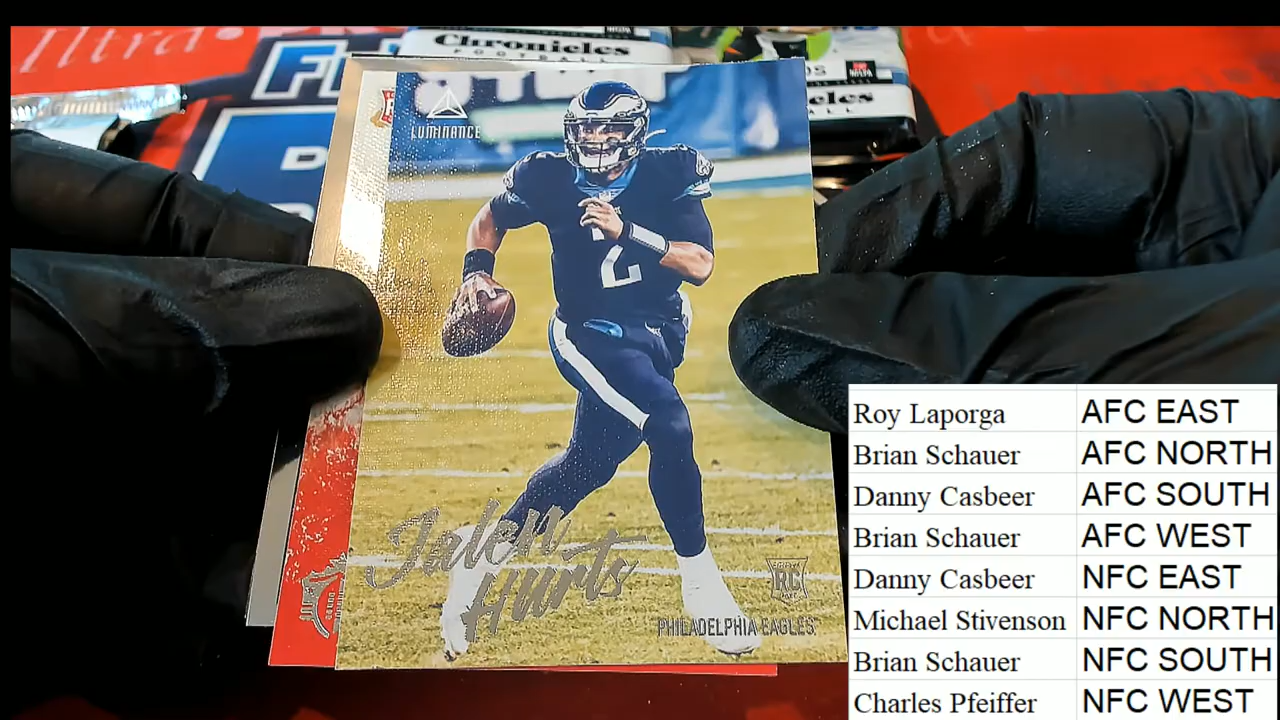 Chronicles
FOOTBALL
LUMINANCE
2
Jalen
Hurts
RC
PHILADELPHIA EAGLES
Roy Laporga AFC EAST
Brian Schauer AFC NORTH
Danny Casbeer AFC SOUTH
Brian Schauer AFC WEST
Danny Casbeer NFC EAST
Michael Stivenson NFC NORTH
Brian Schauer NFC SOUTH
Charles Pfeiffer NFC WEST